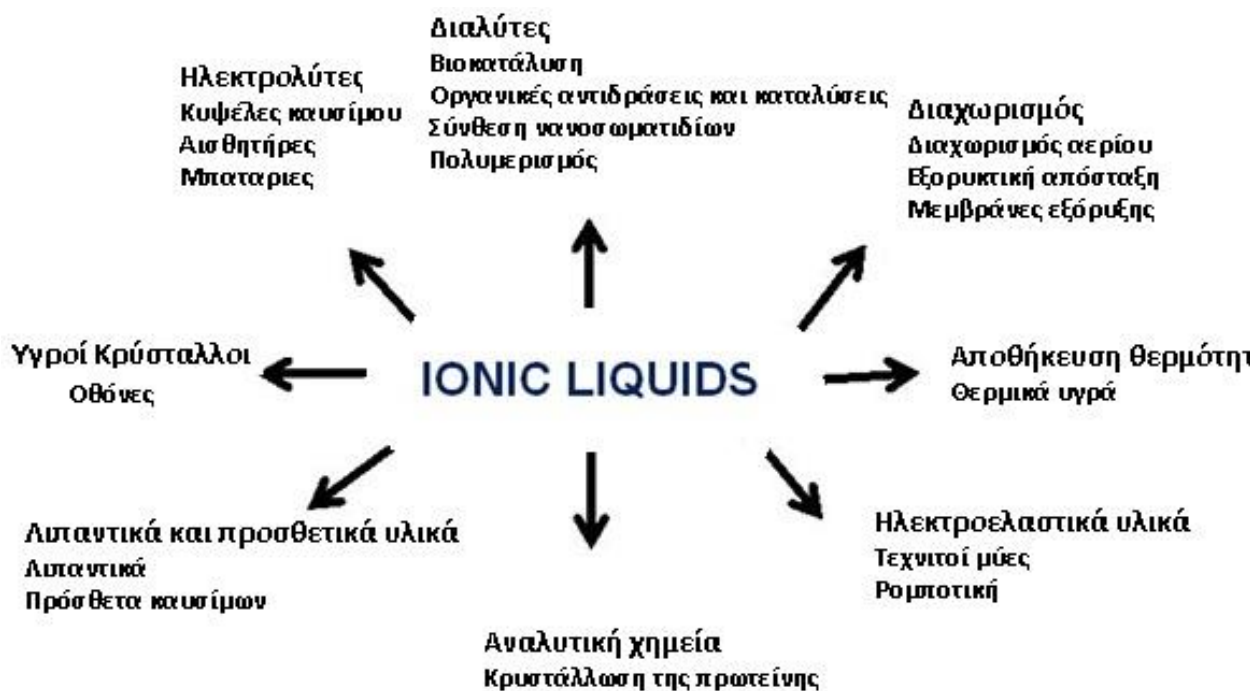 Διαλύτες
Βιοκατάλυση
Οργανικές αντιδράσεις και καταλύσεις
Σύνθεση νανοσωματιδίων
Πολυμερισμός
Ηλεκτρολύτες
Κυψέλες καυσίμου
Αισθητήρες
Μπαταριες
Διαχωρισμός
Διαχωρισμός αερίου
Εξορυκτική απόσταξη
Μεμβράνες εξόρυξης
Υγροί Κρύσταλλοι
Οθόνες
IONIC LIQUIDS
Αποθήκευση θερμότητ
Θερμικά υγρά
Λιπαντικά και προσθετικά υλικά
Λιπαντικά
Πρόσθετα καυσίμων
Ηλεκτροελαστικά υλικά
Τεχνιτοί μύες
Ρομποτική
Αναλυτική χημεία
Κρυστάλλωση της πρωτείνης